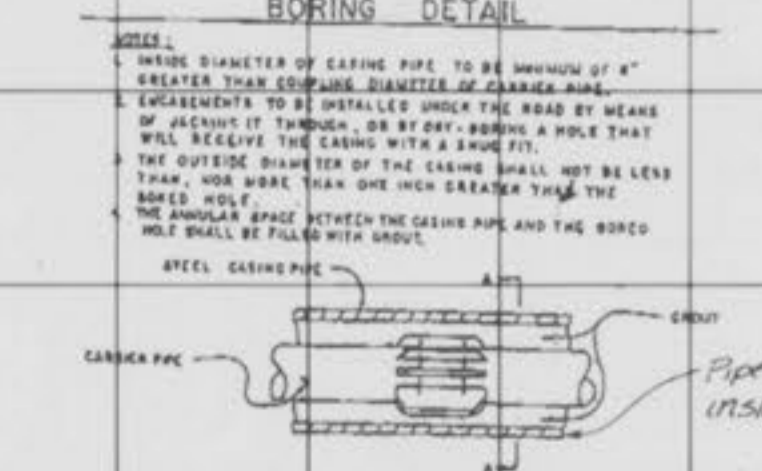 BORING DETAIL
NOTES:
1. INSIDE DIAMETER OF CASING PIPE TO BE MINIMUM OF
GREATER THAN COUPLING DIAMETER OF CARRIER PIPE.
2. ENCASEMENTS TO BE INSTALLED UNDER THE ROAD BY MEANS
OF JACKING IT THROUGH, OR BY DRY-BORING A HOLE THAT
WILL RECEIVE THE CASING WITH A SNUG FIT.
3. THE OUTSIDE DIAMETER OF THE CASING SHALL NOT BE LESS
THAN, NOR MORE THAN ONE INCH GREATER THAN THE
BORED HOLE.
4. THE ANNULAR SPACE BETWEEN THE CASING PIPE AND THE BORED
HOLE SHALL BE FILLED WITH GROUT.
STEEL CASING PIPE
A
GROUT
CARRIER PIPE
Pipe
insi
A